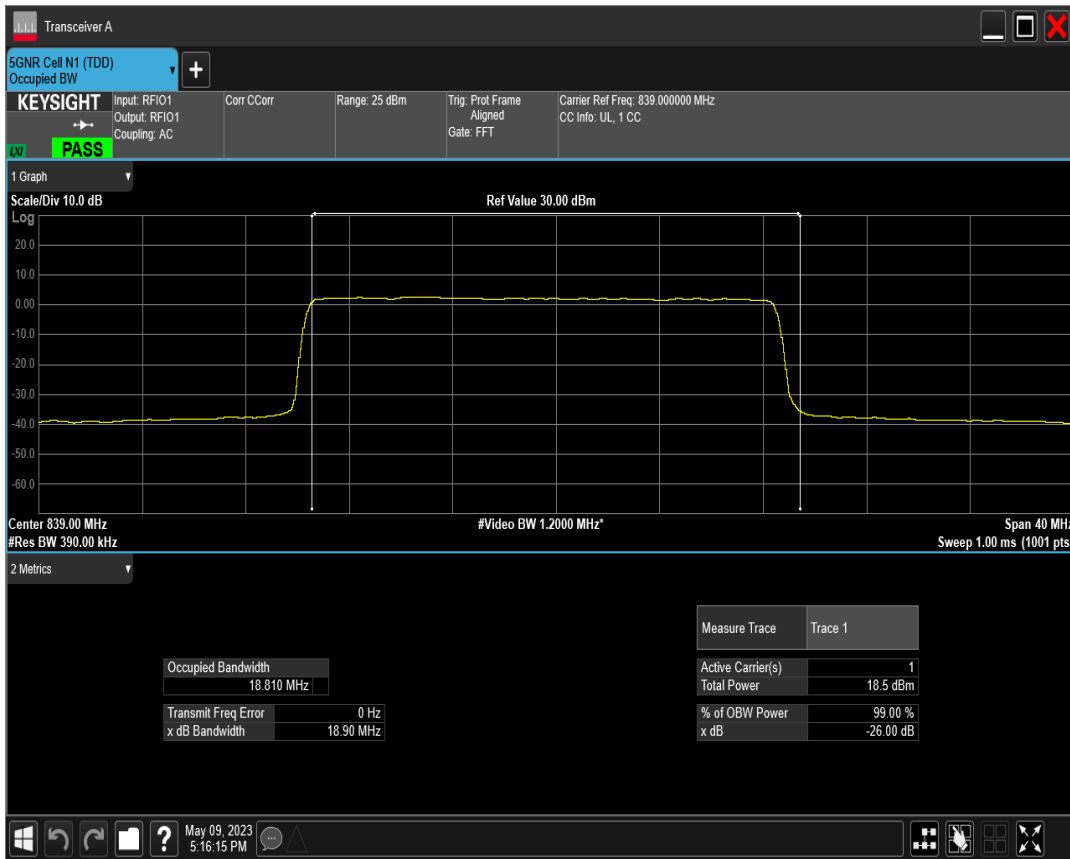 Transceiver A
5GNR Cell N1 (TDD)
Occupied BW
+
KEYSIGHT
LXI
PASS
Input: RFIO1
Output: RFIO1
Coupling: AC
Corr CCorr
Range: 25 dBm
Trig: Prot Frame
Aligned
Gate: FFT
Carrier Ref Freq: 839.000000 MHz
CC Info: UL, 1 CC
1 Graph
Scale/Div 10.0 dB
Ref Value 30.00 dBm
Log
20.0
10.0
0.00
-10.0
-20.0
-30.0
-40.0
-50.0
-60.0
Center 839.00 MHz
#Video BW 1.2000 MHz*
Span 40 MHz
#Res BW 390.00 kHz
Sweep 1.00 ms (1001 pts
2 Metrics
Measure Trace Trace 1
Occupied Bandwidth
18.810 MHz
Active Carrier(s) 1
Total Power 18.5 dBm
Transmit Freq Error 0 Hz
x dB Bandwidth 18.90 MHz
% of OBW Power 99.00 %
x dB -26.00 dB
?
May 09, 2023
5:16:15 PM